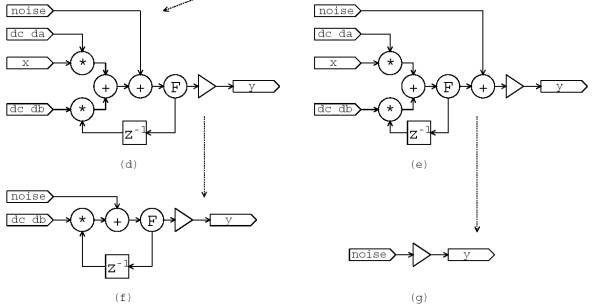 noise
dc da
x
dc db
*
*
+
+
F
y
z⁻¹
(d)
noise
dc da
x
dc db
*
*
+
F
+
y
z⁻¹
(e)
noise
dc db
*
+
F
y
z⁻¹
(f)
noise
y
(g)